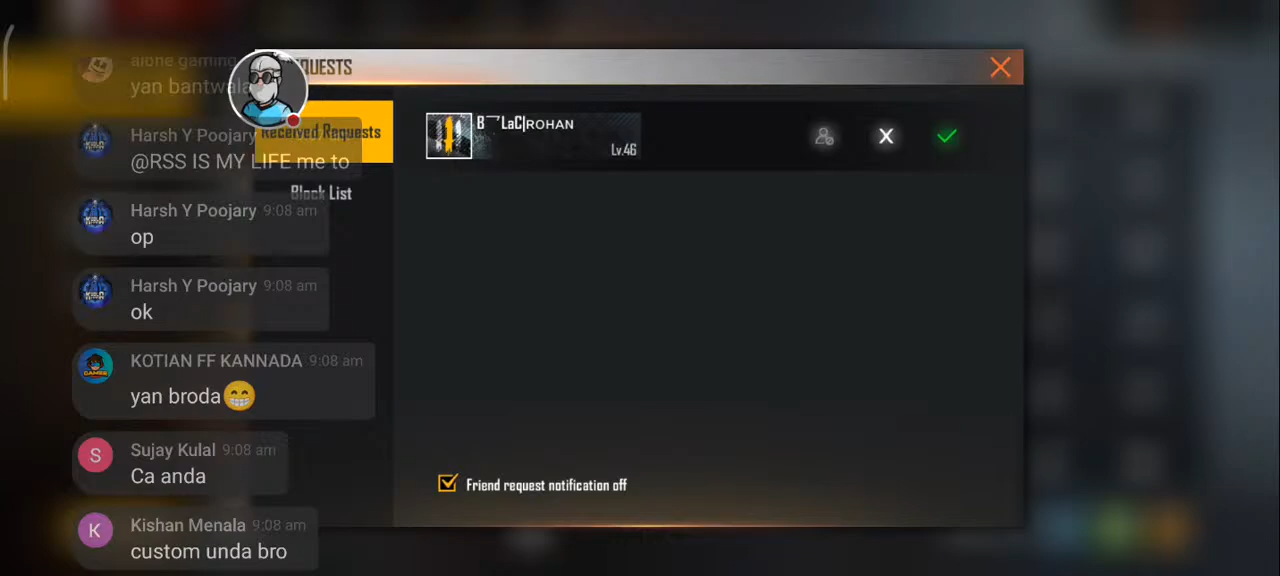 alone gaming
yan bantwala
Harsh Y Poojary
@RSS IS MY LIFE me to
Harsh Y Poojary 9:08 am
op
Harsh Y Poojary 9:08 am
ok
KOTIAN FF KANNADA 9:08 am
yan broda😁
S
Sujay Kulal 9:08 am
Ca anda
K
Kishan Menala 9:08 am
custom unda bro
Received Requests
Block List
LaC|ROHAN
Lv.46
Friend request notification off